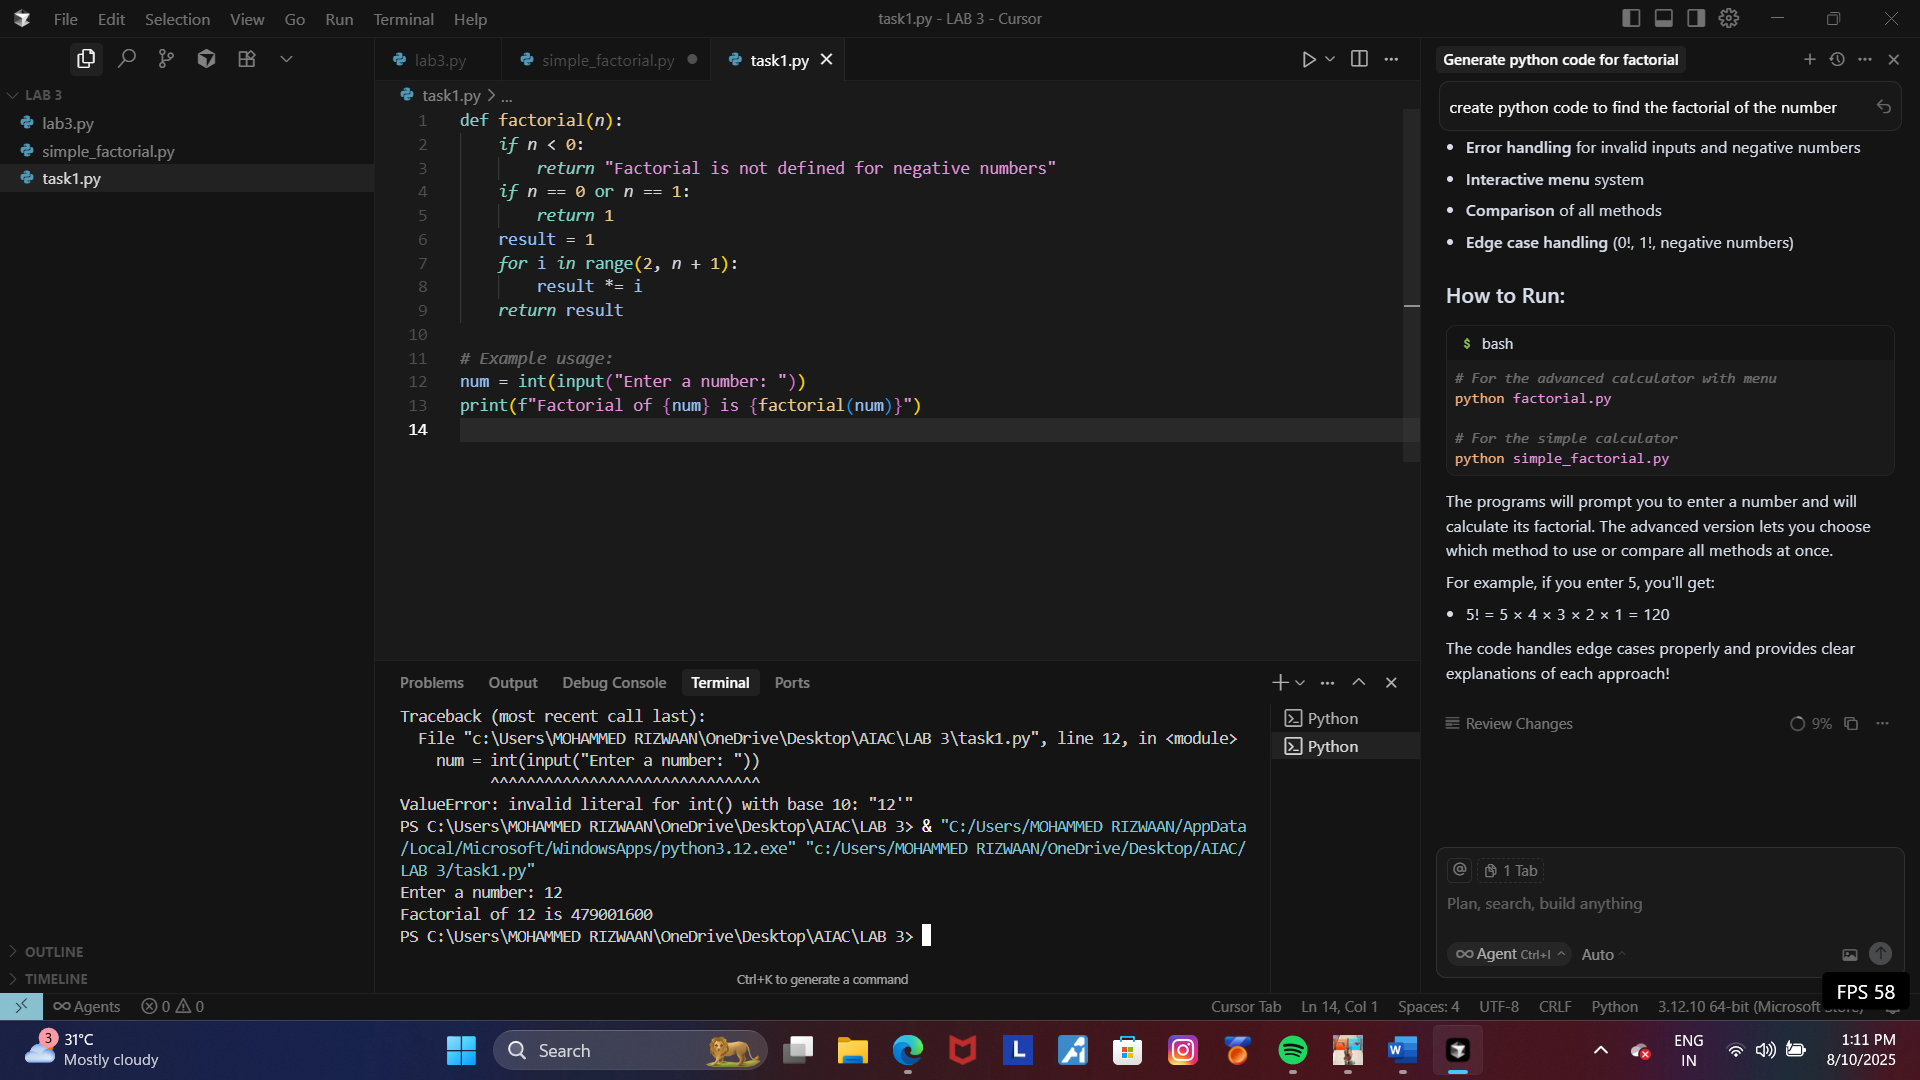 File Edit Selection View Go Run Terminal Help
task1.py - LAB 3 - Cursor
LAB 3
lab3.py
simple_factorial.py
task1.py
lab3.py
simple_factorial.py
task1.py
task1.py > ...
1 def factorial(n):
2 if n < 0:
3 return "Factorial is not defined for negative numbers"
4 if n == 0 or n == 1:
5 return 1
6 result = 1
7 for i in range(2, n + 1):
8 result *= i
9 return result
10
11 # Example usage:
12 num = int(input("Enter a number: "))
13 print(f"Factorial of {num} is {factorial(num)}")
14
Problems Output Debug Console Terminal Ports
Traceback (most recent call last):
File "c:\Users\MOHAMMED RIZWAAN\OneDrive\Desktop\AIAC\LAB 3\task1.py", line 12, in <module>
num = int(input("Enter a number: "))
^^^^^^^^^^^^^^^^^^^^^^^^^^^^^^
ValueError: invalid literal for int() with base 10: "12'"
PS C:\Users\MOHAMMED RIZWAAN\OneDrive\Desktop\AIAC\LAB 3> & "C:/Users/MOHAMMED RIZWAAN/AppData
/Local/Microsoft/WindowsApps/python3.12.exe" "c:/Users/MOHAMMED RIZWAAN/OneDrive/Desktop/AIAC/
LAB 3/task1.py"
Enter a number: 12
Factorial of 12 is 479001600
PS C:\Users\MOHAMMED RIZWAAN\OneDrive\Desktop\AIAC\LAB 3>
Ctrl+K to generate a command
Python
Python
Generate python code for factorial
create python code to find the factorial of the number
• Error handling for invalid inputs and negative numbers
• Interactive menu system
• Comparison of all methods
• Edge case handling (0!, 1!, negative numbers)
How to Run:
$ bash
# For the advanced calculator with menu
python factorial.py
# For the simple calculator
python simple_factorial.py
The programs will prompt you to enter a number and will
calculate its factorial. The advanced version lets you choose
which method to use or compare all methods at once.
For example, if you enter 5, you'll get:
• 5! = 5 × 4 × 3 × 2 × 1 = 120
The code handles edge cases properly and provides clear
explanations of each approach!
Review Changes
9%
@ 1 Tab
Plan, search, build anything
Agent Ctrl+I Auto
FPS 58
OUTLINE
TIMELINE
Agents 0 0
Cursor Tab Ln 14, Col 1 Spaces: 4 UTF-8 CRLF Python 3.12.10 64-bit (Microsoft
3
31°C
Mostly cloudy
Search
L
W
ENG
IN
1:11 PM
8/10/2025